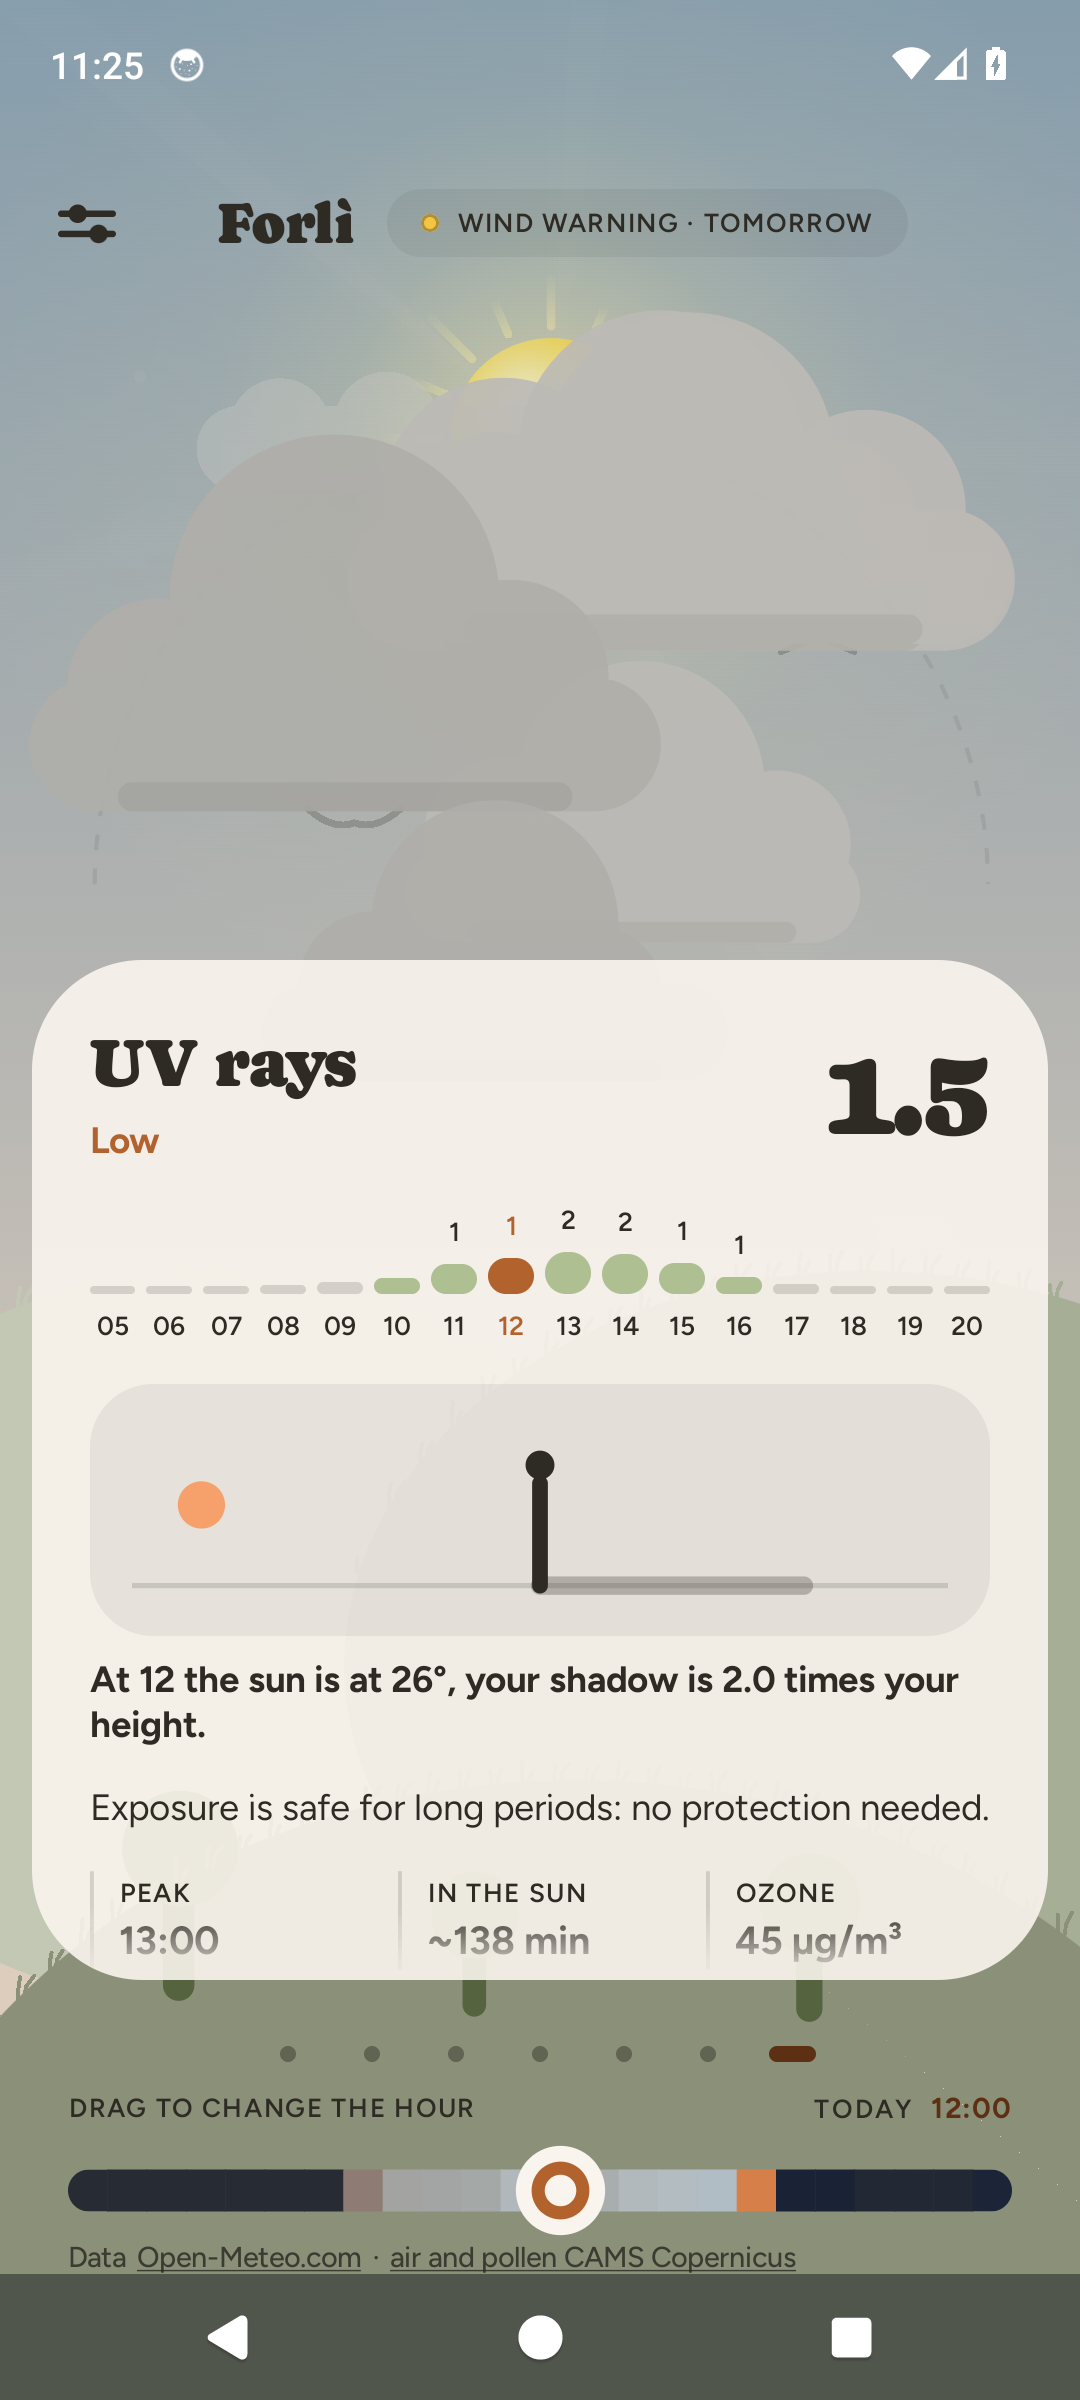 11:25
Forlì
WIND WARNING · TOMORROW
UV rays
1.5
Low
1 1 2 2 1 1
05 06 07 08 09 10 11 12 13 14 15 16 17 18 19 20
At 12 the sun is at 26°, your shadow is 2.0 times your
height.
Exposure is safe for long periods: no protection needed.
PEAK IN THE SUN OZONE
13:00 ~138 min 45 µg/m³
DRAG TO CHANGE THE HOUR TODAY 12:00
Data Open-Meteo.com · air and pollen CAMS Copernicus